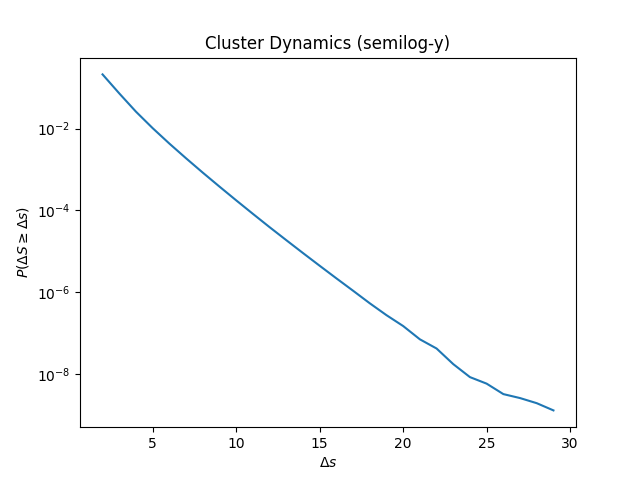 Cluster Dynamics (semilog-y)
P(ΔS ≥ Δs)
10⁻²
10⁻⁴
10⁻⁶
10⁻⁸
5 10 15 20 25 30
Δs